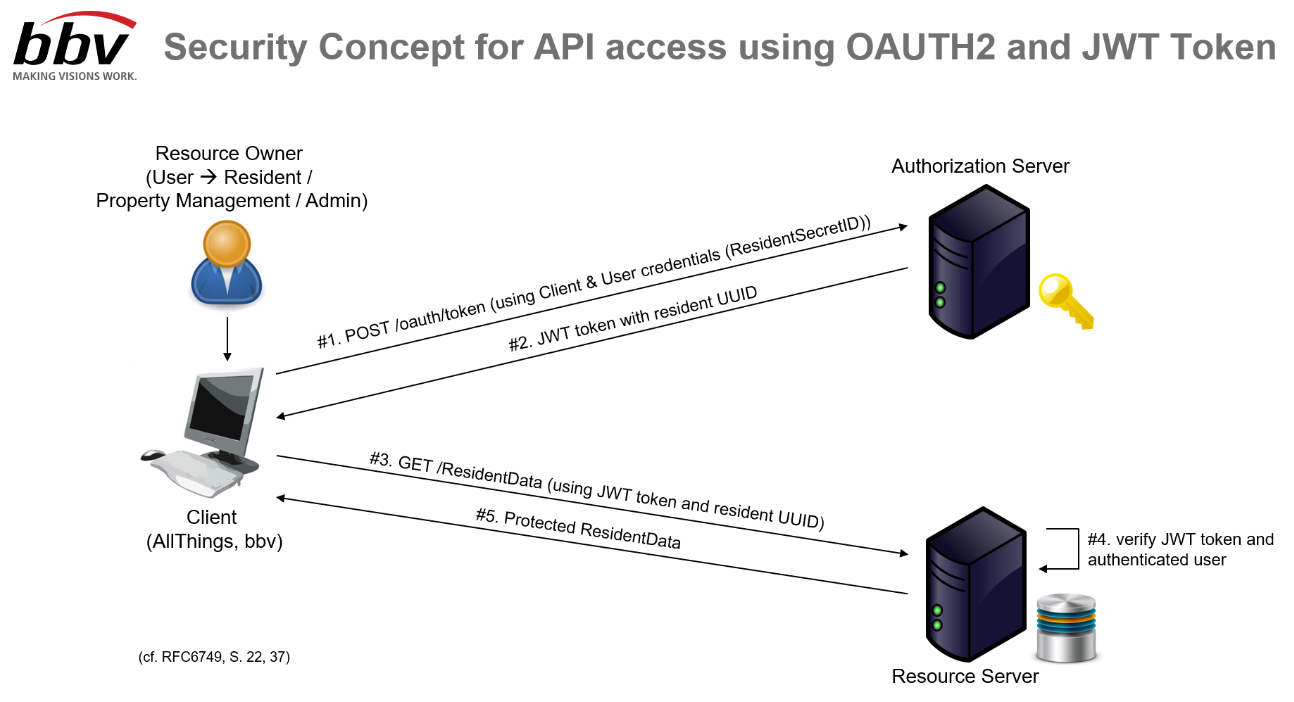 bbv
MAKING VISIONS WORK.
Security Concept for API access using OAUTH2 and JWT Token
Resource Owner
(User → Resident /
Property Management / Admin)
Authorization Server
#1. POST /oauth/token (using Client & User credentials (ResidentSecretID))
#2. JWT token with resident UUID
#3. GET /ResidentData (using JWT token and resident UUID)
#5. Protected ResidentData
Client
(AllThings, bbv)
#4. verify JWT token and
authenticated user
(cf. RFC6749, S. 22, 37)
Resource Server